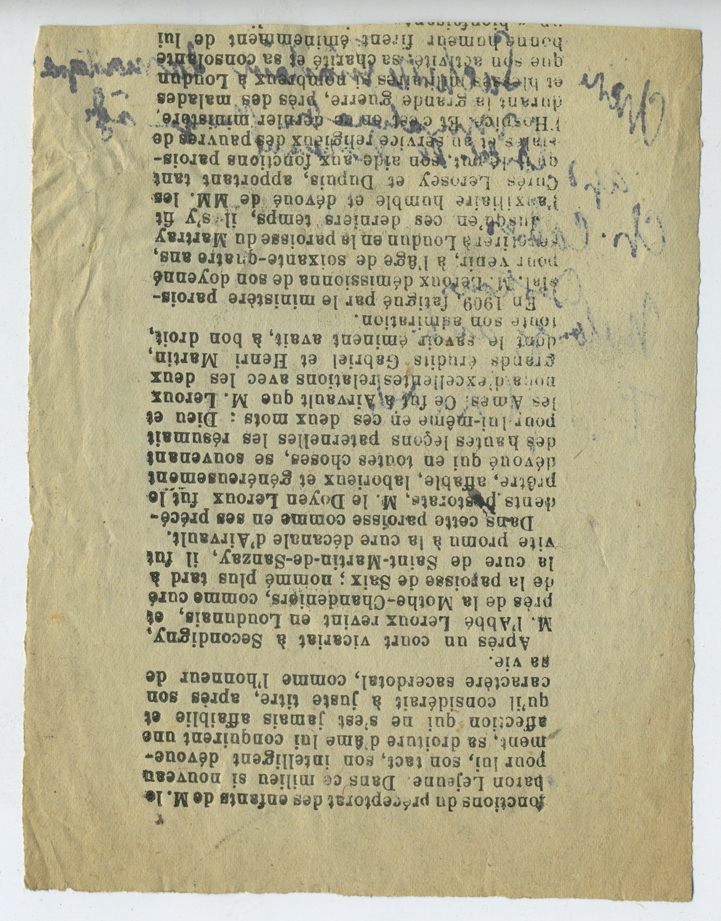 fonctions du préceptorat des enfants de M. le
baron Lejeune. Dans ce milieu si nouveau
pour lui, son tact, son intelligent dévoue-
ment, sa droiture d'âme lui conquirent une
affection qui ne s'est jamais affaiblie et
qu'il considérait à juste titre, après son
caractère sacerdotal, comme l'honneur de
sa vie.
Après un court vicariat à Secondigny,
M. l'Abbé Leroux revint en Loudunais, et
près de la Mothe-Chandeniers, comme curé
de la paroisse de Saix ; nommé plus tard à
la cure de Saint-Martin-de-Sanzay, il fut
vite promu à la cure décanale d'Airvault.
Dans cette paroisse comme en ses précé-
dents pastorats, M. le Doyen Leroux fut le
prêtre, affable, laborieux et généreusement
dévoué qui en toutes choses, se souvenant
des hautes leçons paternelles les résumait
pour lui-même en ces deux mots : Dieu et
les Ames. Ce fut à Airvault que M. Leroux
noua d'excellentes relations avec les deux
grands érudits Gabriel et Henri Martin,
dont le savoir éminent avait, à bon droit,
toute son admiration.
En 1909, fatigué par le ministère parois-
sial, M. Leroux démissionna de son doyenné
pour venir, à l'âge de soixante-quatre ans,
se retirer à Loudun en la paroisse du Martray
Jusqu'en ces derniers temps, il s'y fit
l'auxiliaire humble et dévoué de MM. les
Curés Lerosey et Dupuis, apportant tant
qu'il le put son aide aux fonctions parois-
siales et au service religieux des pauvres de
l'Hospice. Et c'est en ce dernier ministère,
durant la grande guerre, près des malades
et blessés militaires si nombreux à Loudun
que son activité, sa charité et sa consolante
bonne humeur firent éminemment de lui
un « bienfaisant